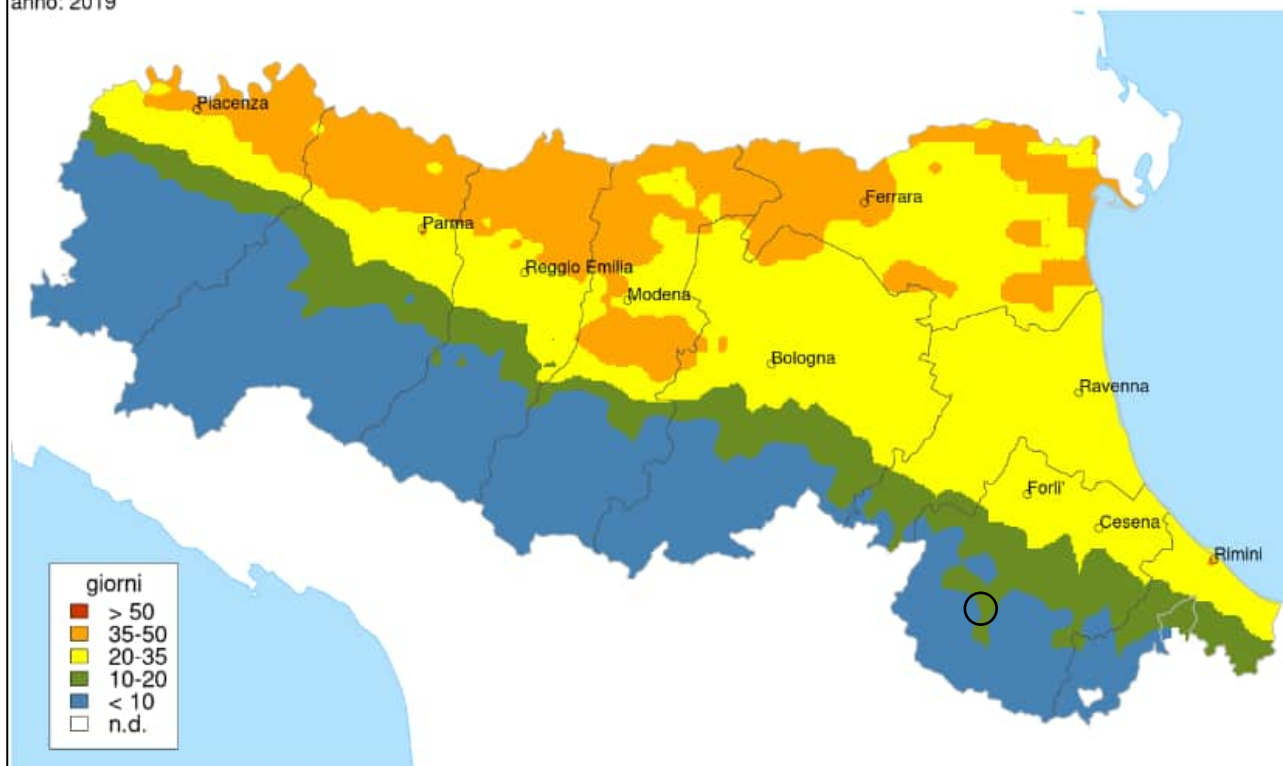 anno: 2019
Piacenza
Parma
Reggio Emilia
Modena
Ferrara
Bologna
Ravenna
Forli'
Cesena
Rimini
giorni
> 50
35-50
20-35
10-20
< 10
n.d.